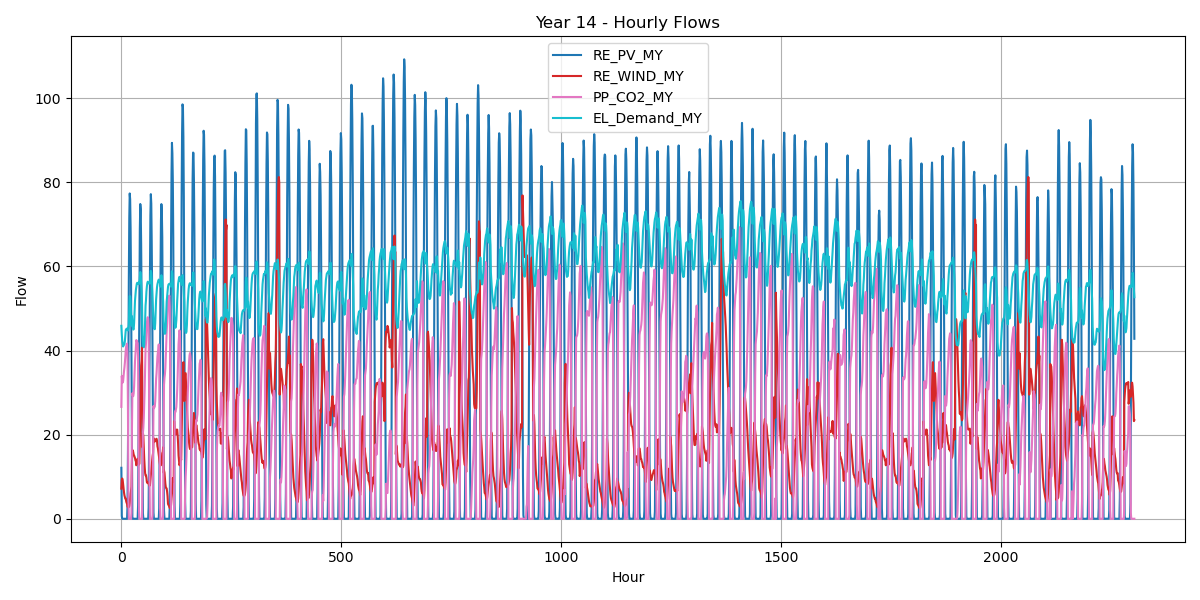 Year 14 - Hourly Flows
RE_PV_MY
RE_WIND_MY
PP_CO2_MY
EL_Demand_MY
Flow
100
80
60
40
20
0
0
500
1000
1500
2000
Hour